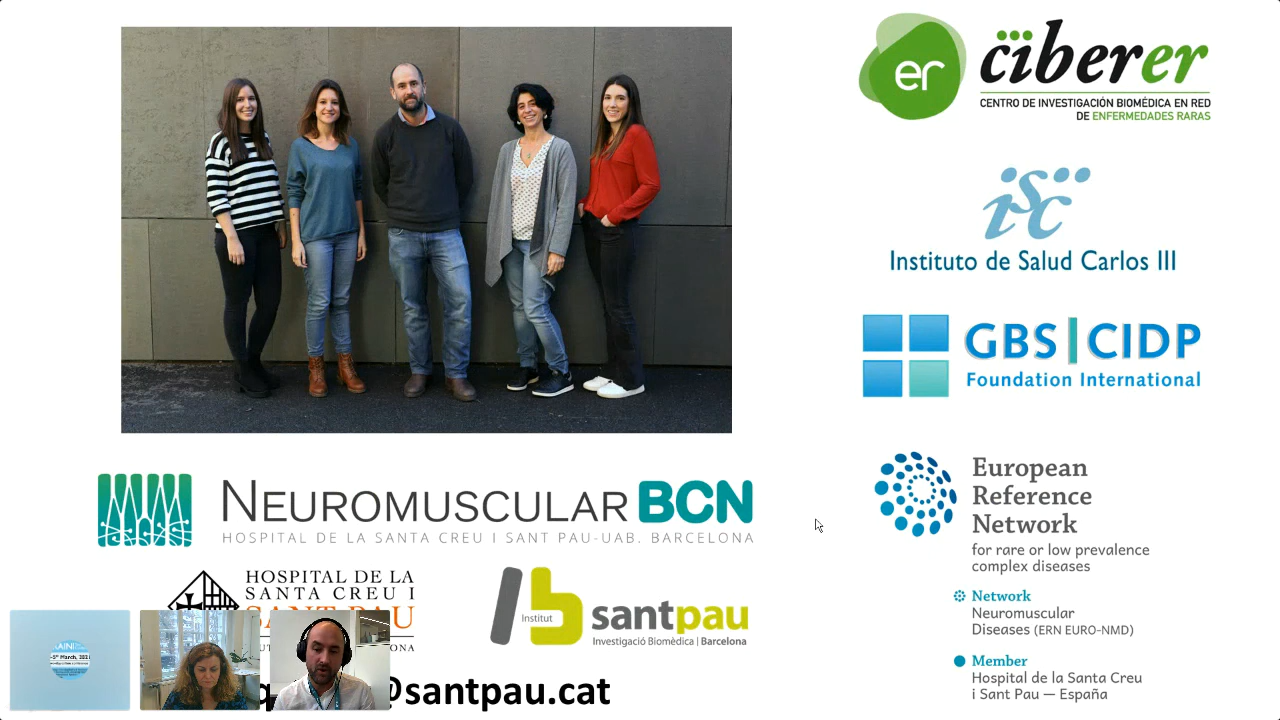 er
ciberer
CENTRO DE INVESTIGACIÓN BIOMÉDICA EN RED
DE ENFERMEDADES RARAS
isc
Instituto de Salud Carlos III
GBS|CIDP
Foundation International
NEUROMUSCULAR BCN
HOSPITAL DE LA SANTA CREU I SANT PAU-UAB. BARCELONA
HOSPITAL DE LA
SANTA CREU I
SANT PAU
Institut
santpau
Investigació Biomèdica | Barcelona
@santpau.cat
European
Reference
Network
for rare or low prevalence
complex diseases
Network
Neuromuscular
Diseases (ERN EURO-NMD)
Member
Hospital de la Santa Creu
i Sant Pau — España